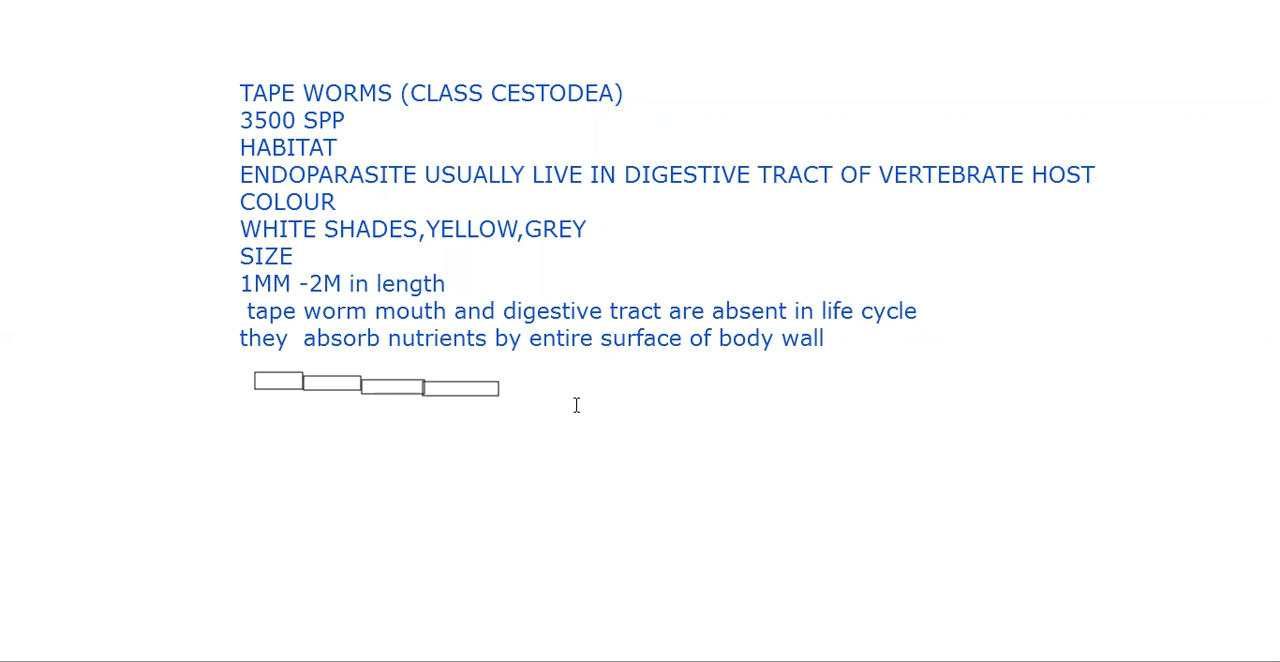 TAPE WORMS (CLASS CESTODEA)
3500 SPP
HABITAT
ENDOPARASITE USUALLY LIVE IN DIGESTIVE TRACT OF VERTEBRATE HOST
COLOUR
WHITE SHADES,YELLOW,GREY
SIZE
1MM -2M in length
tape worm mouth and digestive tract are absent in life cycle
they  absorb nutrients by entire surface of body wall